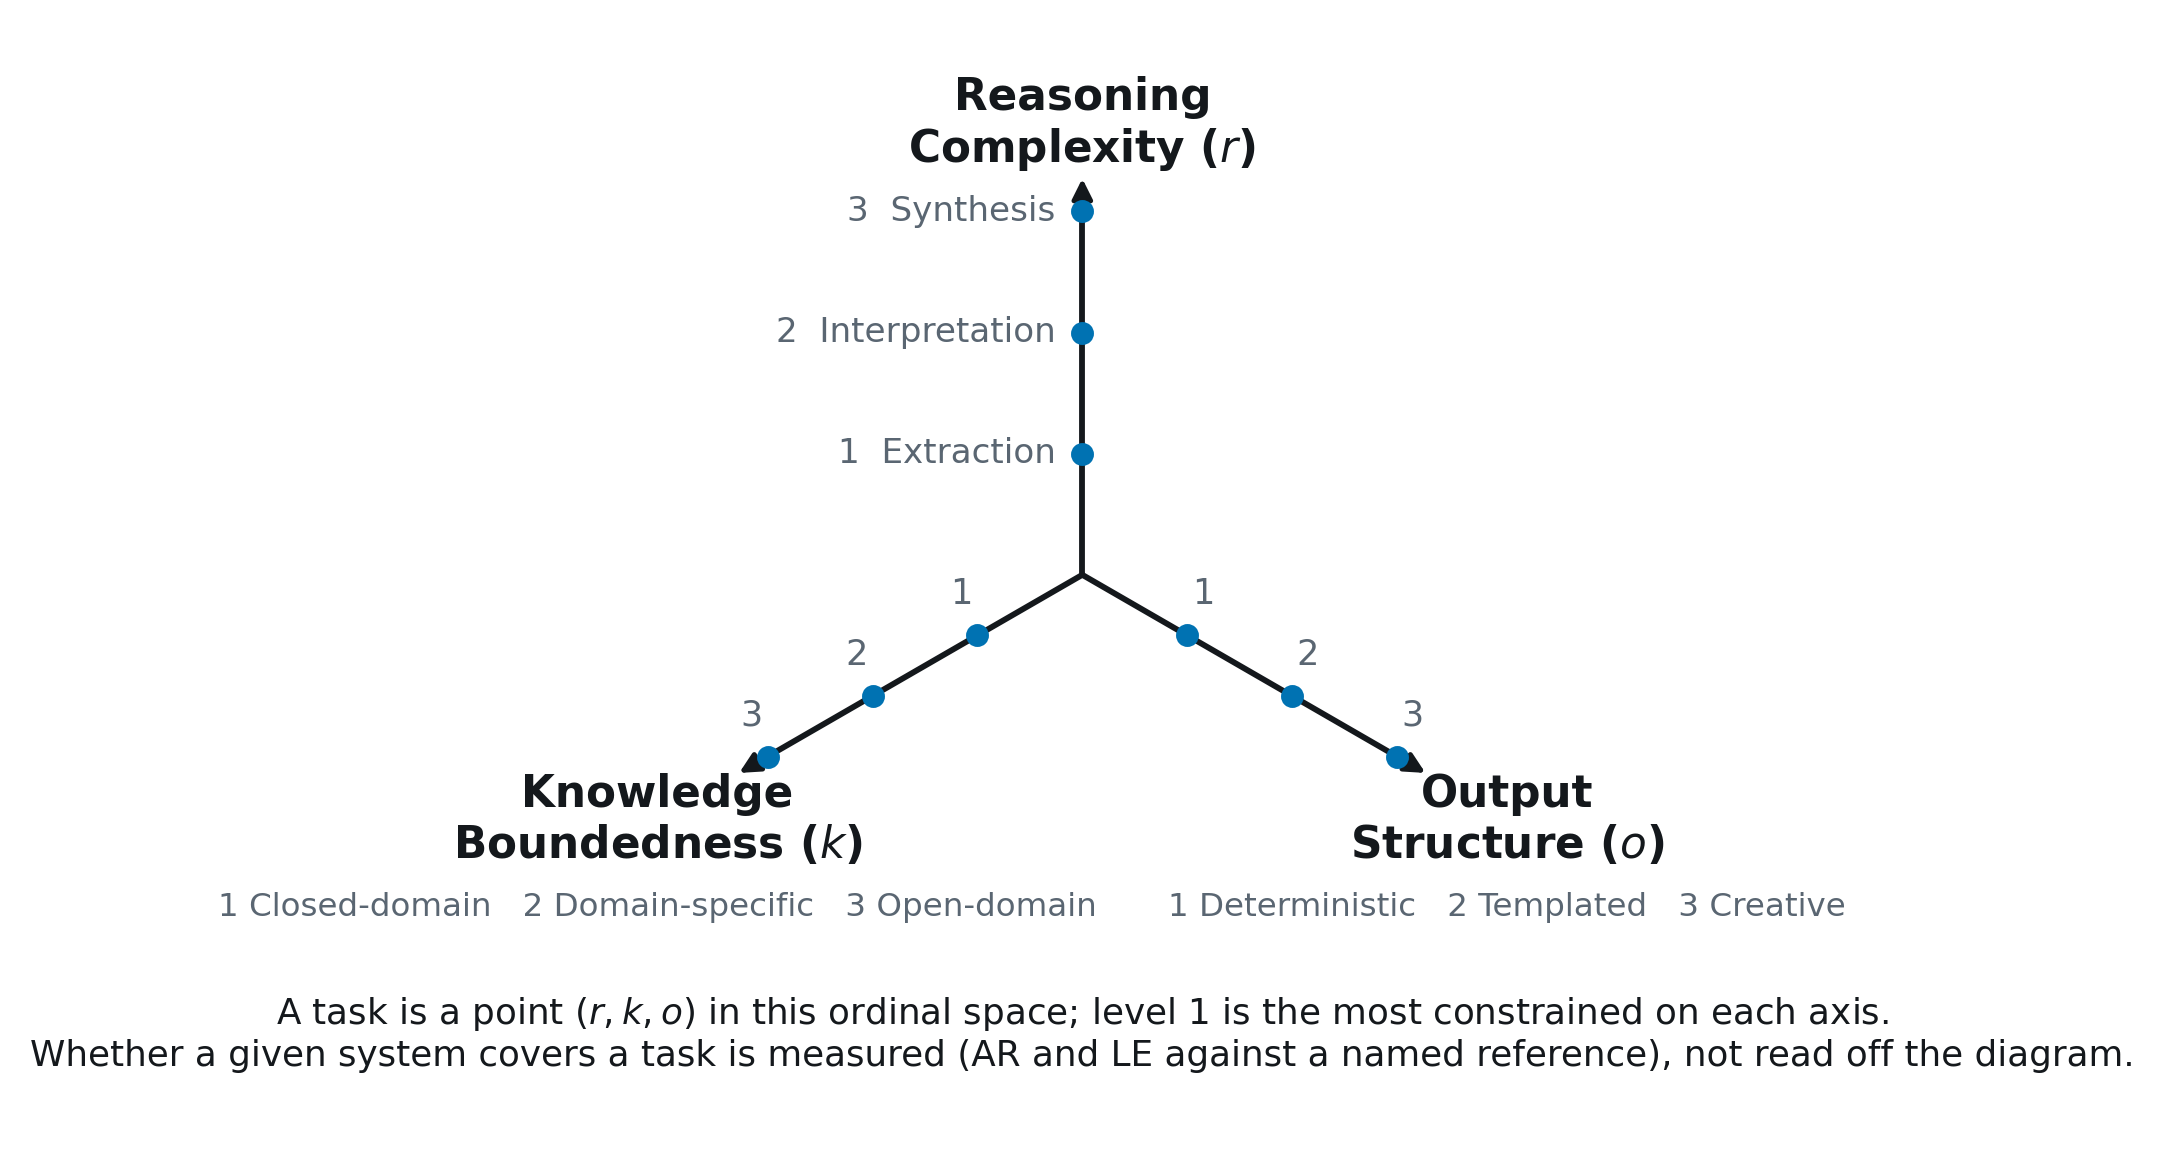 Reasoning
Complexity (r)
3  Synthesis
2  Interpretation
1  Extraction
1
1
2
2
3
3
Knowledge
Boundedness (k)
Output
Structure (o)
1 Closed-domain   2 Domain-specific   3 Open-domain
1 Deterministic   2 Templated   3 Creative
A task is a point (r, k, o) in this ordinal space; level 1 is the most constrained on each axis.
Whether a given system covers a task is measured (AR and LE against a named reference), not read off the diagram.